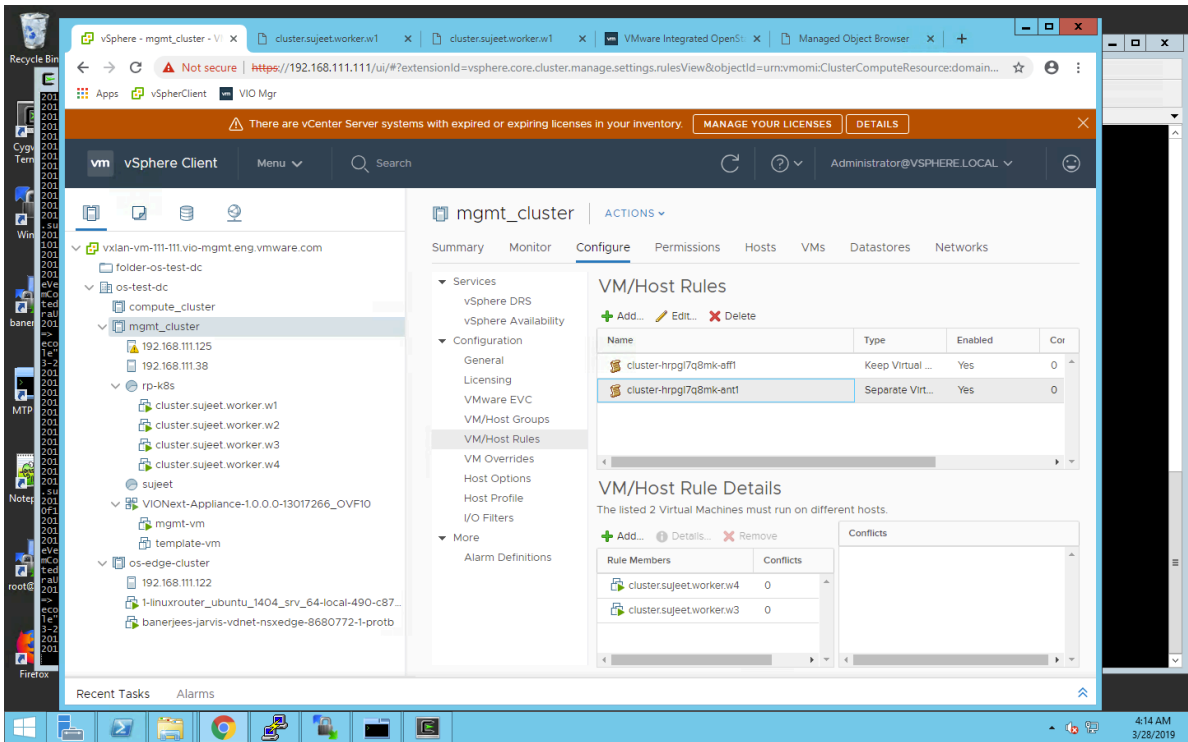 Recycle Bin
vSphere - mgmt_cluster - V
cluster.sujeet.worker.w1
cluster.sujeet.worker.w1
VMware Integrated OpenSt
Managed Object Browser
Not secure | https://192.168.111.111/ui/#?extensionId=vsphere.core.cluster.manage.settings.rulesView&objectId=urn:vmomi:ClusterComputeResource:domain...
Apps vSpherClient VIO Mgr
There are vCenter Server systems with expired or expiring licenses in your inventory. MANAGE YOUR LICENSES DETAILS
vm vSphere Client Menu Search Administrator@VSPHERE.LOCAL
vxlan-vm-111-111.vio-mgmt.eng.vmware.com
folder-os-test-dc
os-test-dc
compute_cluster
mgmt_cluster
192.168.111.125
192.168.111.38
rp-k8s
cluster.sujeet.worker.w1
cluster.sujeet.worker.w2
cluster.sujeet.worker.w3
cluster.sujeet.worker.w4
sujeet
VIONext-Appliance-1.0.0.0-13017266_OVF10
mgmt-vm
template-vm
os-edge-cluster
192.168.111.122
1-linuxrouter_ubuntu_1404_srv_64-local-490-c87...
banerjees-jarvis-vdnet-nsxedge-8680772-1-protb
mgmt_cluster ACTIONS
Summary Monitor Configure Permissions Hosts VMs Datastores Networks
Services
vSphere DRS
vSphere Availability
Configuration
General
Licensing
VMware EVC
VM/Host Groups
VM/Host Rules
VM Overrides
Host Options
Host Profile
I/O Filters
More
Alarm Definitions
VM/Host Rules
Add... Edit... Delete
Name Type Enabled Cor
cluster-hrpgl7q8mk-aff1 Keep Virtual ... Yes 0
cluster-hrpgl7q8mk-ant1 Separate Virt... Yes 0
VM/Host Rule Details
The listed 2 Virtual Machines must run on different hosts.
Add... Details... Remove
Conflicts
Rule Members Conflicts
cluster.sujeet.worker.w4 0
cluster.sujeet.worker.w3 0
Recent Tasks Alarms
Cygw
Term
Win
baner
MTP
Notep
root@
Firefox
4:14 AM
3/28/2019